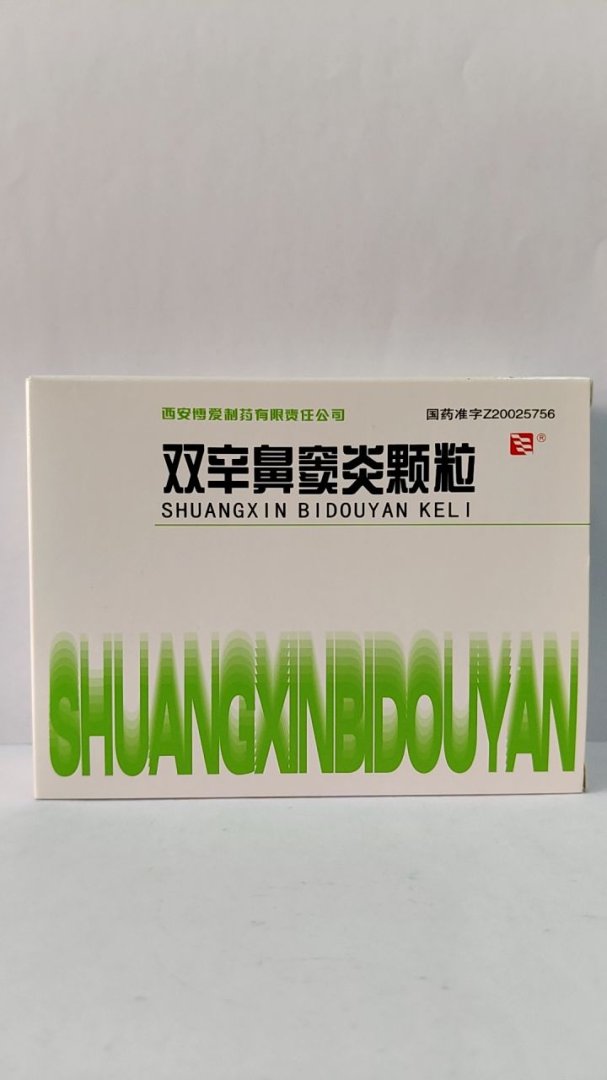 西安博爱制药有限责任公司 国药准字Z20025756
双辛鼻窦炎颗粒 ®
SHUANGXIN BIDOUYAN KELI
SHUANGXINBIDOUYAN